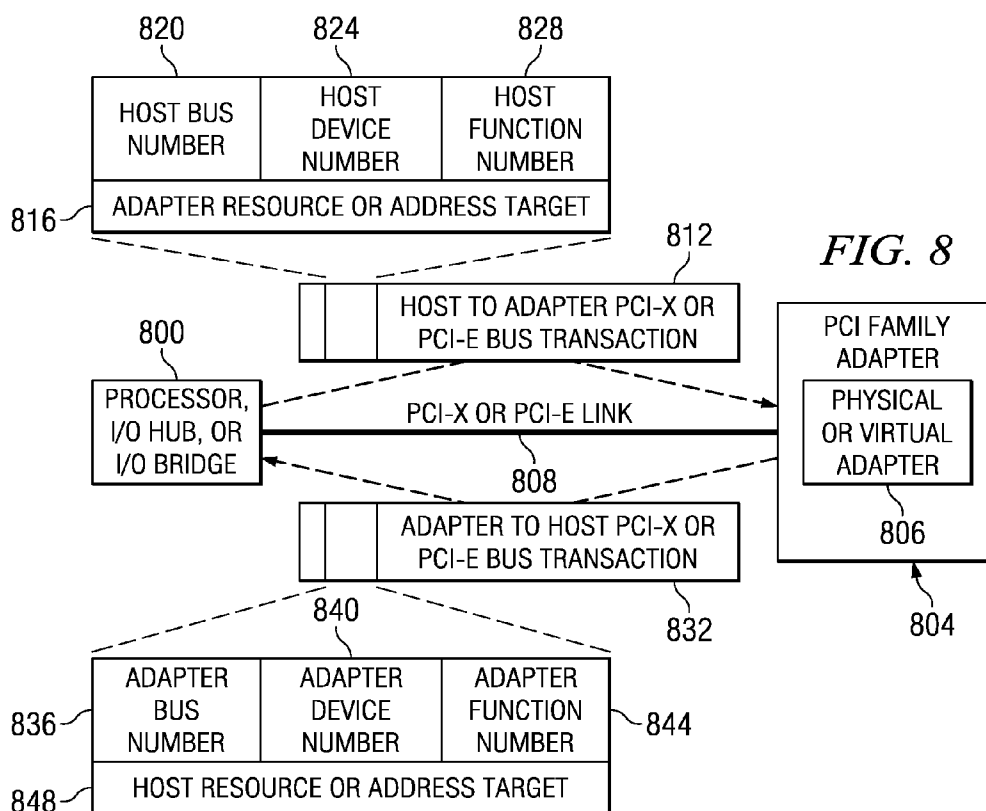 820
824
828
HOST BUS
NUMBER
HOST
DEVICE
NUMBER
HOST
FUNCTION
NUMBER
816
ADAPTER RESOURCE OR ADDRESS TARGET
812
FIG. 8
HOST TO ADAPTER PCI-X OR
PCI-E BUS TRANSACTION
PCI FAMILY
ADAPTER
800
PROCESSOR,
I/O HUB, OR
I/O BRIDGE
PCI-X OR PCI-E LINK
808
PHYSICAL
OR VIRTUAL
ADAPTER
806
ADAPTER TO HOST PCI-X OR
PCI-E BUS TRANSACTION
832
804
840
836
ADAPTER
BUS
NUMBER
ADAPTER
DEVICE
NUMBER
ADAPTER
FUNCTION
NUMBER
844
848
HOST RESOURCE OR ADDRESS TARGET